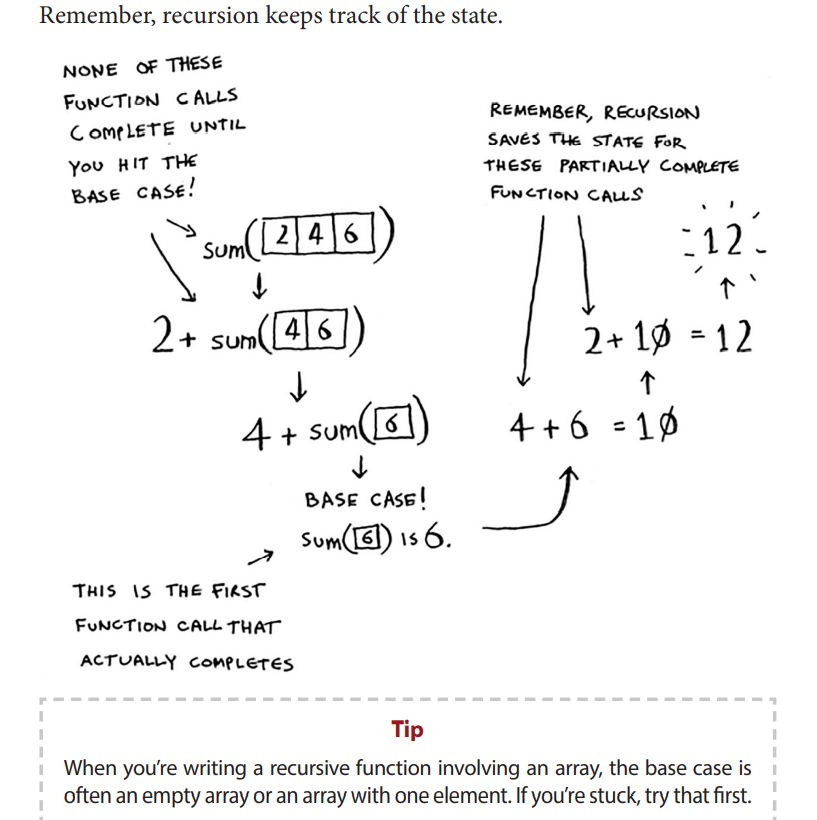 Remember, recursion keeps track of the state.
NONE OF THESE
FUNCTION CALLS
COMPLETE UNTIL
YOU HIT THE
BASE CASE!
REMEMBER, RECURSION
SAVES THE STATE FOR
THESE PARTIALLY COMPLETE
FUNCTION CALLS
sum([2|4|6])
2 + sum([4|6])
4 + sum([6])
BASE CASE!
sum([6]) IS 6.
4 + 6 = 1Ø
2 + 1Ø = 12
12
THIS IS THE FIRST
FUNCTION CALL THAT
ACTUALLY COMPLETES
Tip
When you're writing a recursive function involving an array, the base case is
often an empty array or an array with one element. If you're stuck, try that first.